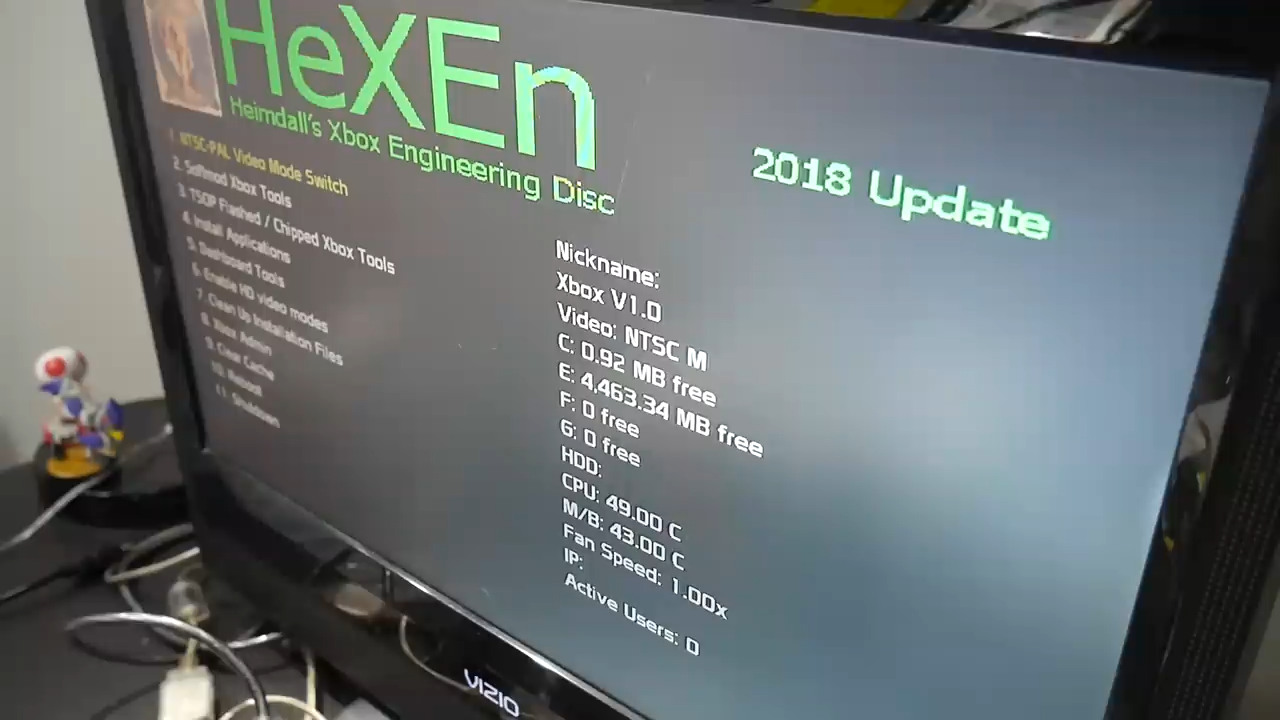 HeXEn
Heimdall's Xbox Engineering Disc
2018 Update
1. NTSC-PAL Video Mode Switch
2. Softmod Xbox Tools
3. TSOP Flashed / Chipped Xbox Tools
4. Install Applications
5. Dashboard Tools
6. Enable HD video modes
7. Clean Up Installation Files
8. Xbox Admin
9. Clear Cache
10. Reboot
11. Shutdown
Nickname:
Xbox V1.0
Video: NTSC M
C: 0.92 MB free
E: 4,463.34 MB free
F: 0 free
G: 0 free
HDD:
CPU: 49.00 C
M/B: 43.00 C
Fan Speed: 1.00x
IP:
Active Users: 0
VIZIO